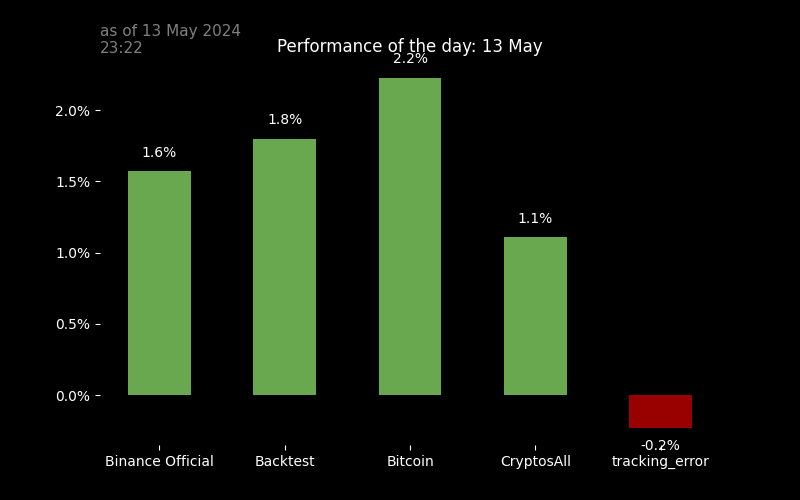 as of 13 May 2024
23:22
Performance of the day: 13 May
2.2%
2.0%
1.8%
1.6%
1.5%
1.1%
1.0%
0.5%
0.0%
-0.2%
Binance Official
Backtest
Bitcoin
CryptosAll
tracking_error